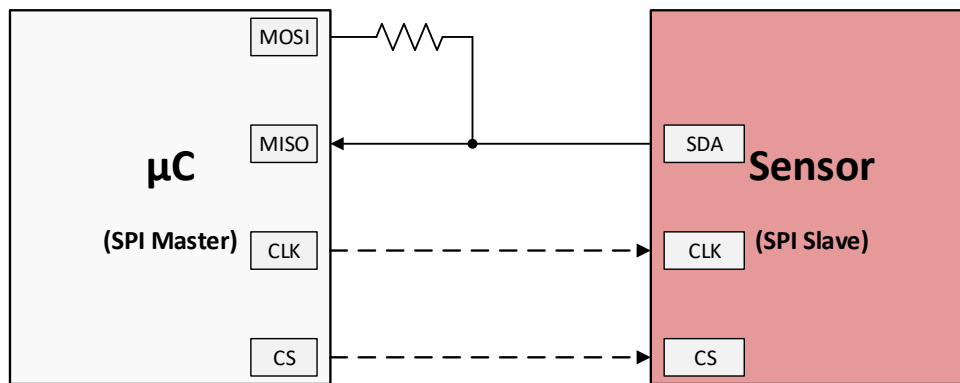 MOSI
MISO
SDA
µC
Sensor
(SPI Master)
CLK
CLK
(SPI Slave)
CS
CS